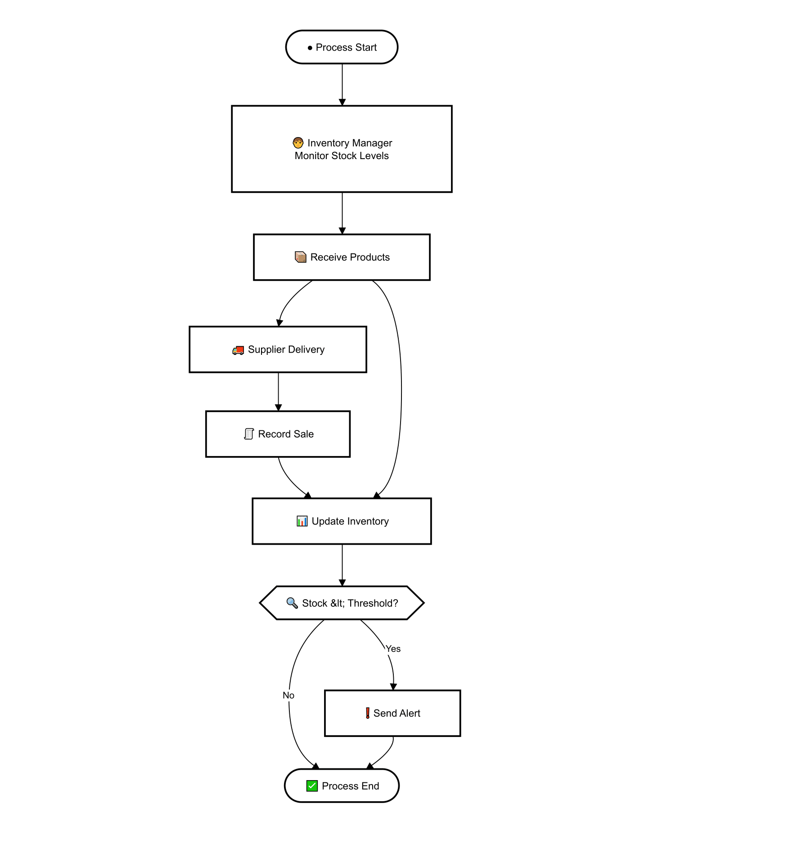 ● Process Start
🧑 Inventory Manager
Monitor Stock Levels
📦 Receive Products
🚚 Supplier Delivery
🧾 Record Sale
📊 Update Inventory
🔍 Stock &lt; Threshold?
Yes
No
❗ Send Alert
✅ Process End